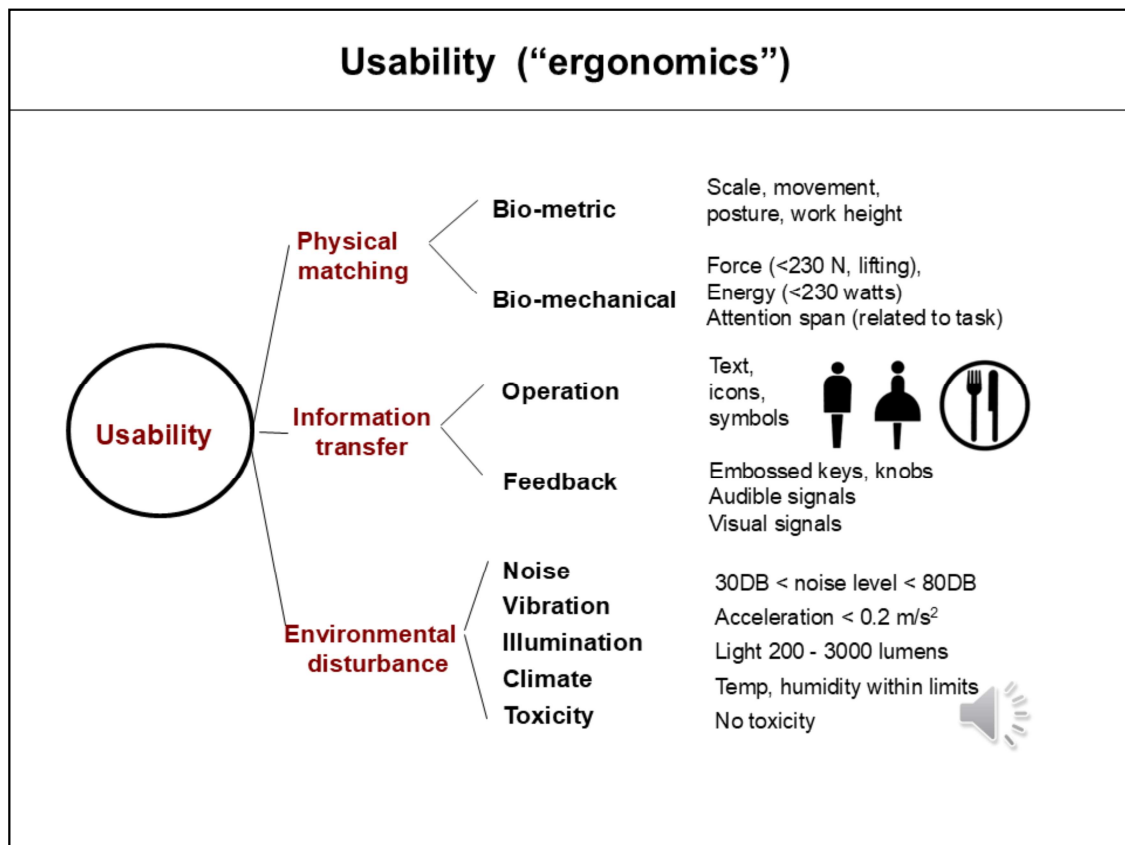 Usability (“ergonomics”)
Bio-metric
Scale, movement,
posture, work height
Physical
matching
Bio-mechanical
Force (<230 N, lifting),
Energy (<230 watts)
Attention span (related to task)
Usability
Information
transfer
Operation
Text,
icons,
symbols
Feedback
Embossed keys, knobs
Audible signals
Visual signals
Environmental
disturbance
Noise
30DB < noise level < 80DB
Vibration
Acceleration < 0.2 m/s²
Illumination
Light 200 - 3000 lumens
Climate
Temp, humidity within limits
Toxicity
No toxicity